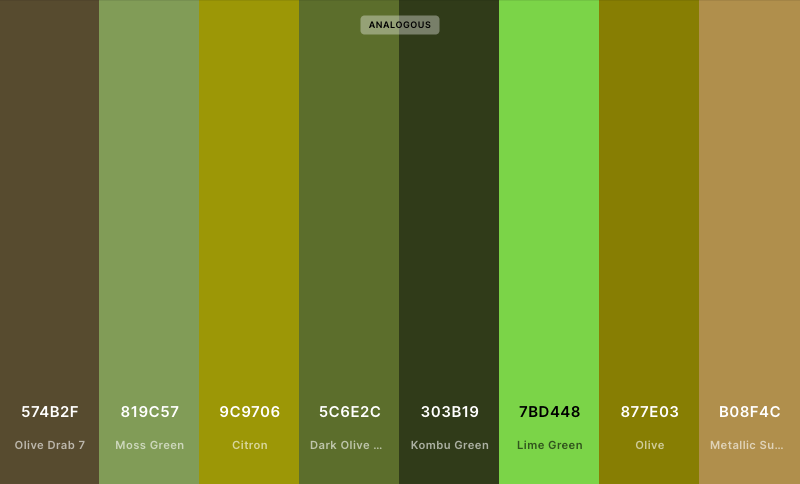 ANALOGOUS
574B2F 819C57 9C9706 5C6E2C 303B19 7BD448 877E03 B08F4C
Olive Drab 7 Moss Green Citron Dark Olive ... Kombu Green Lime Green Olive Metallic Su...